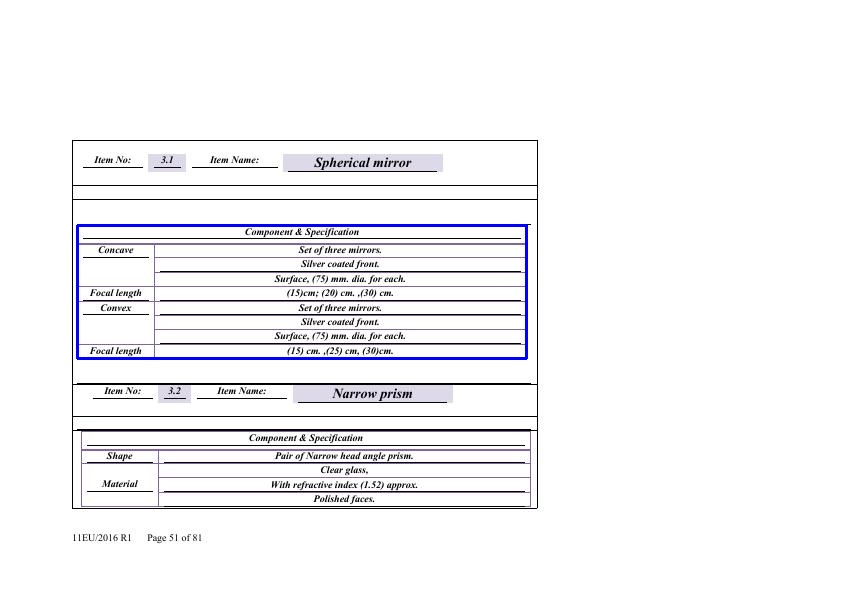 Item No: 3.1 Item Name: Spherical mirror
Component & Specification
Concave Set of three mirrors.
Silver coated front.
Surface, (75) mm. dia. for each.
Focal length (15)cm; (20) cm. ,(30) cm.
Convex Set of three mirrors.
Silver coated front.
Surface, (75) mm. dia. for each.
Focal length (15) cm. ,(25) cm, (30)cm.
Item No: 3.2 Item Name: Narrow prism
Component & Specification
Shape Pair of Narrow head angle prism.
Clear glass,
Material With refractive index (1.52) approx.
Polished faces.
11EU/2016 R1 Page 51 of 81